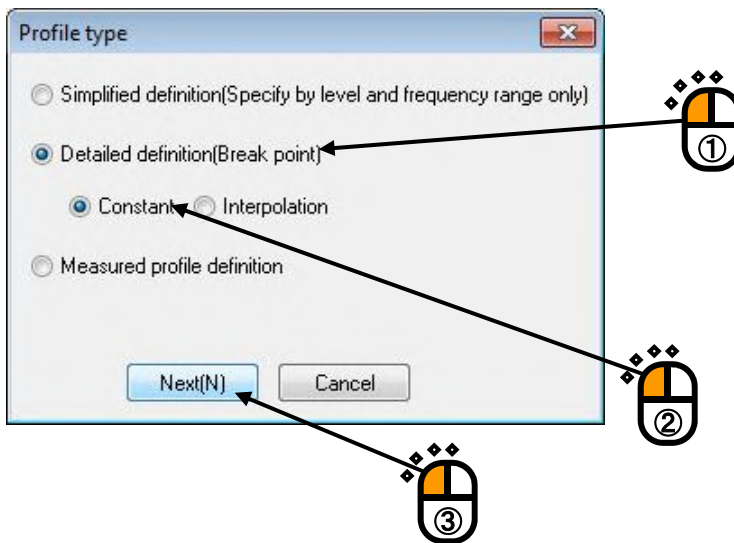 Profile type
Simplified definition(Specify by level and frequency range only)
①
Detailed definition(Break point)
Constant Interpolation
Measured profile definition
Next(N) Cancel
②
③